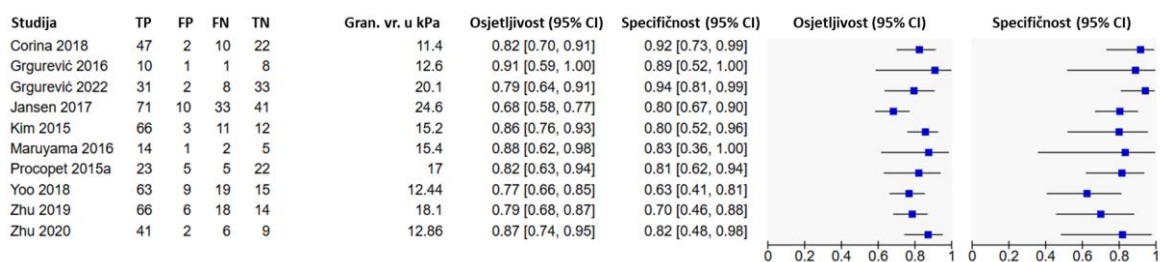 Studija TP FP FN TN Gran. vr. u kPa Osjetljivost (95% CI) Specifičnost (95% CI) Osjetljivost (95% CI) Specifičnost (95% CI)
Corina 2018 47 2 10 22 11.4 0.82 [0.70, 0.91] 0.92 [0.73, 0.99]
Grgurević 2016 10 1 1 8 12.6 0.91 [0.59, 1.00] 0.89 [0.52, 1.00]
Grgurević 2022 31 2 8 33 20.1 0.79 [0.64, 0.91] 0.94 [0.81, 0.99]
Jansen 2017 71 10 33 41 24.6 0.68 [0.58, 0.77] 0.80 [0.67, 0.90]
Kim 2015 66 3 11 12 15.2 0.86 [0.76, 0.93] 0.80 [0.52, 0.96]
Maruyama 2016 14 1 2 5 15.4 0.88 [0.62, 0.98] 0.83 [0.36, 1.00]
Procopet 2015a 23 5 5 22 17 0.82 [0.63, 0.94] 0.81 [0.62, 0.94]
Yoo 2018 63 9 19 15 12.44 0.77 [0.66, 0.85] 0.63 [0.41, 0.81]
Zhu 2019 66 6 18 14 18.1 0.79 [0.68, 0.87] 0.70 [0.46, 0.88]
Zhu 2020 41 2 6 9 12.86 0.87 [0.74, 0.95] 0.82 [0.48, 0.98]
0 0.2 0.4 0.6 0.8 1 0 0.2 0.4 0.6 0.8 1